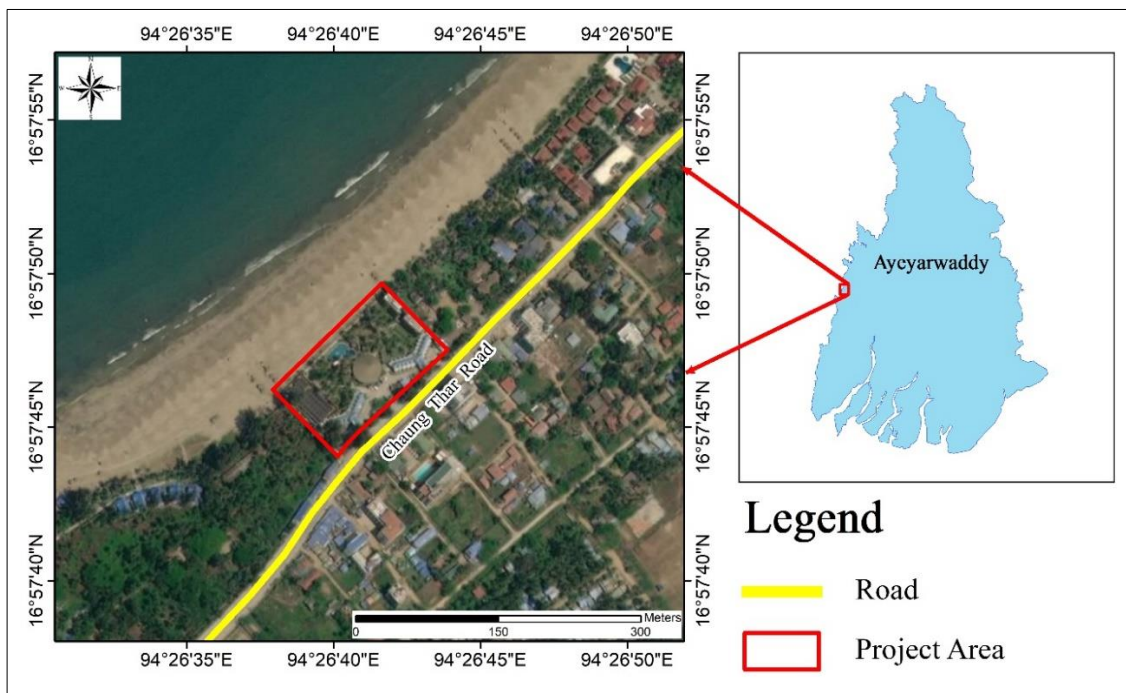 94°26'35"E 94°26'40"E 94°26'45"E 94°26'50"E
N
W E
S
16°57'55"N
16°57'50"N
16°57'45"N
16°57'40"N
Chaung Thar Road
Meters
0 150 300
16°57'55"N
16°57'50"N
16°57'45"N
16°57'40"N
94°26'35"E 94°26'40"E 94°26'45"E 94°26'50"E
Ayeyarwaddy
Legend
Road
Project Area